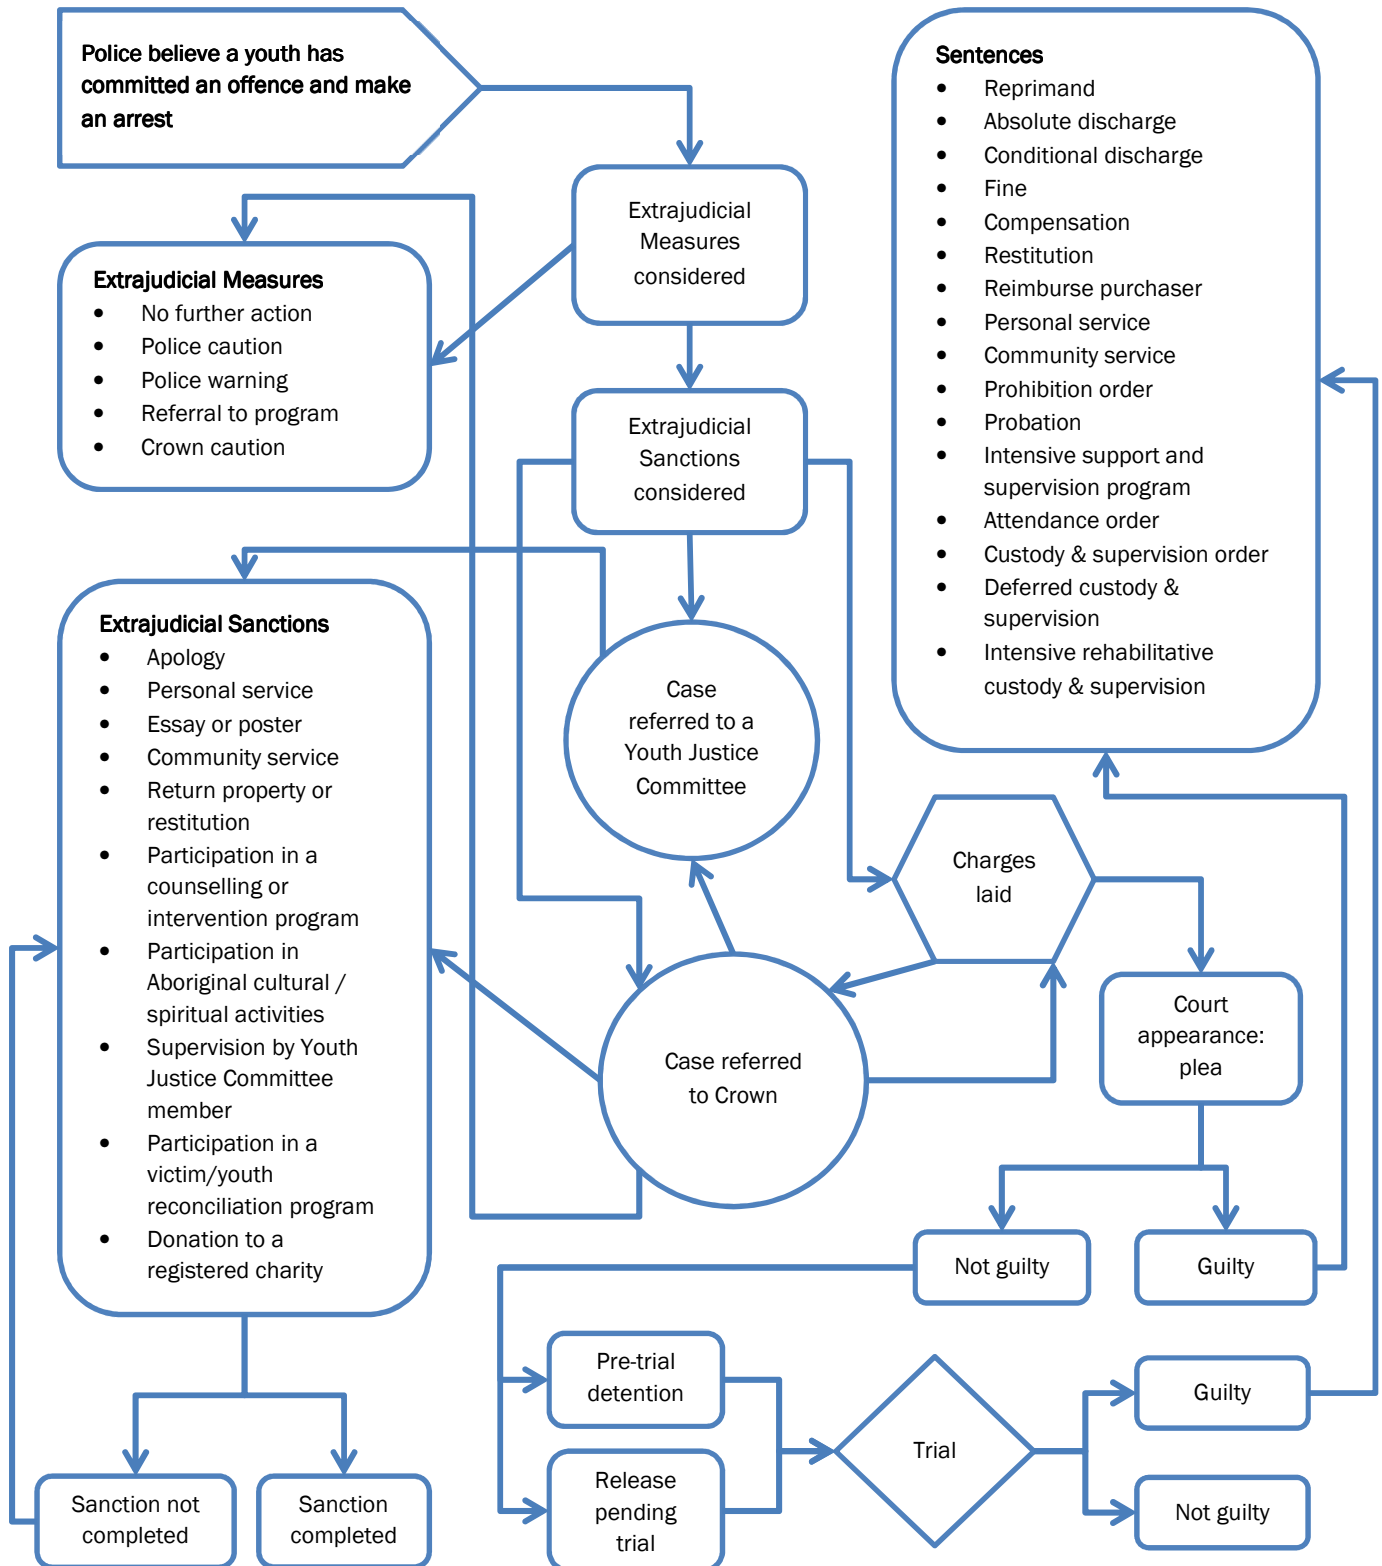 Police believe a youth has
committed an offence and make
an arrest
Extrajudicial
Measures
considered
Extrajudicial Measures
• No further action
• Police caution
• Police warning
• Referral to program
• Crown caution
Extrajudicial
Sanctions
considered
Sentences
• Reprimand
• Absolute discharge
• Conditional discharge
• Fine
• Compensation
• Restitution
• Reimburse purchaser
• Personal service
• Community service
• Prohibition order
• Probation
• Intensive support and
supervision program
• Attendance order
• Custody & supervision order
• Deferred custody &
supervision
• Intensive rehabilitative
custody & supervision
Extrajudicial Sanctions
• Apology
• Personal service
• Essay or poster
• Community service
• Return property or
restitution
• Participation in a
counselling or
intervention program
• Participation in
Aboriginal cultural /
spiritual activities
• Supervision by Youth
Justice Committee
member
• Participation in a
victim/youth
reconciliation program
• Donation to a
registered charity
Case
referred to a
Youth Justice
Committee
Charges
laid
Case referred
to Crown
Court
appearance:
plea
Not guilty
Guilty
Pre-trial
detention
Release
pending
trial
Trial
Guilty
Not guilty
Sanction not
completed
Sanction
completed